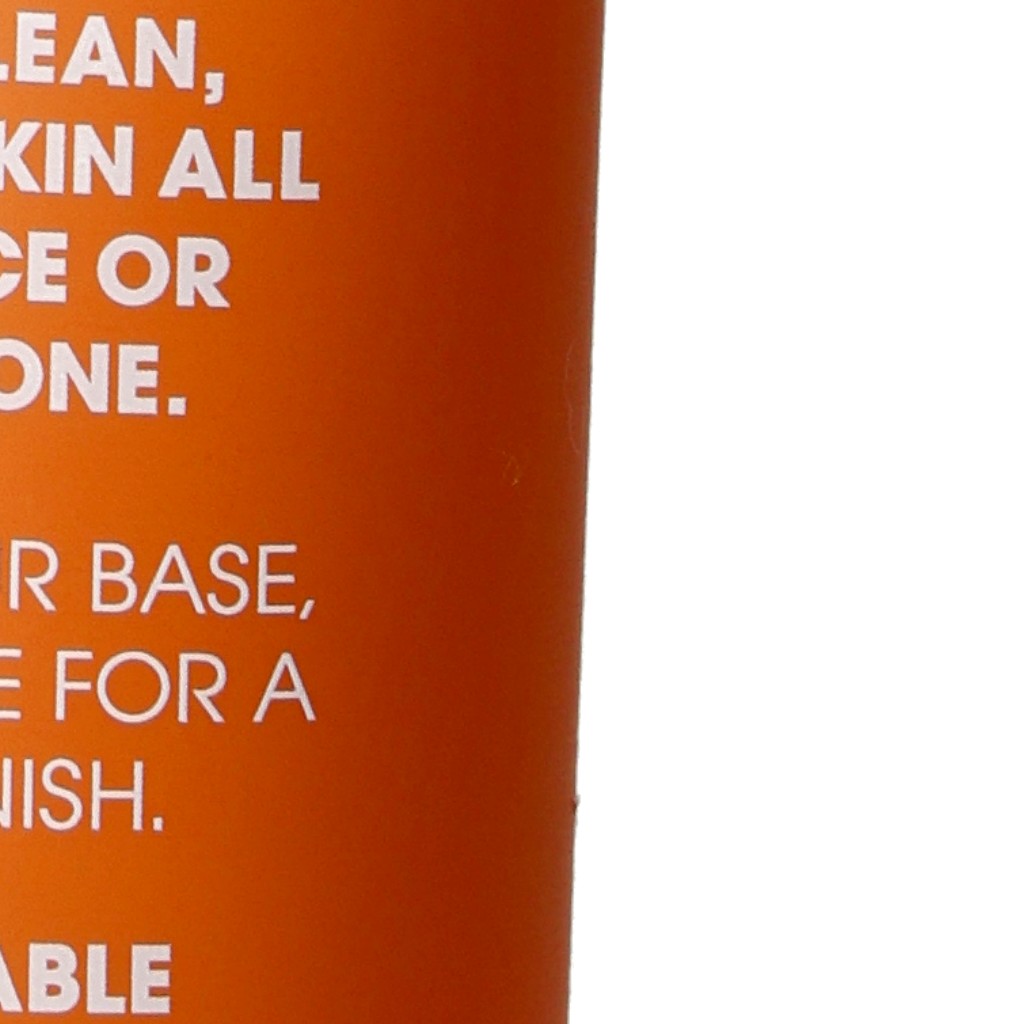 LEAN,
KIN ALL
CE OR
ONE.
R BASE,
E FOR A
NISH.
ABLE